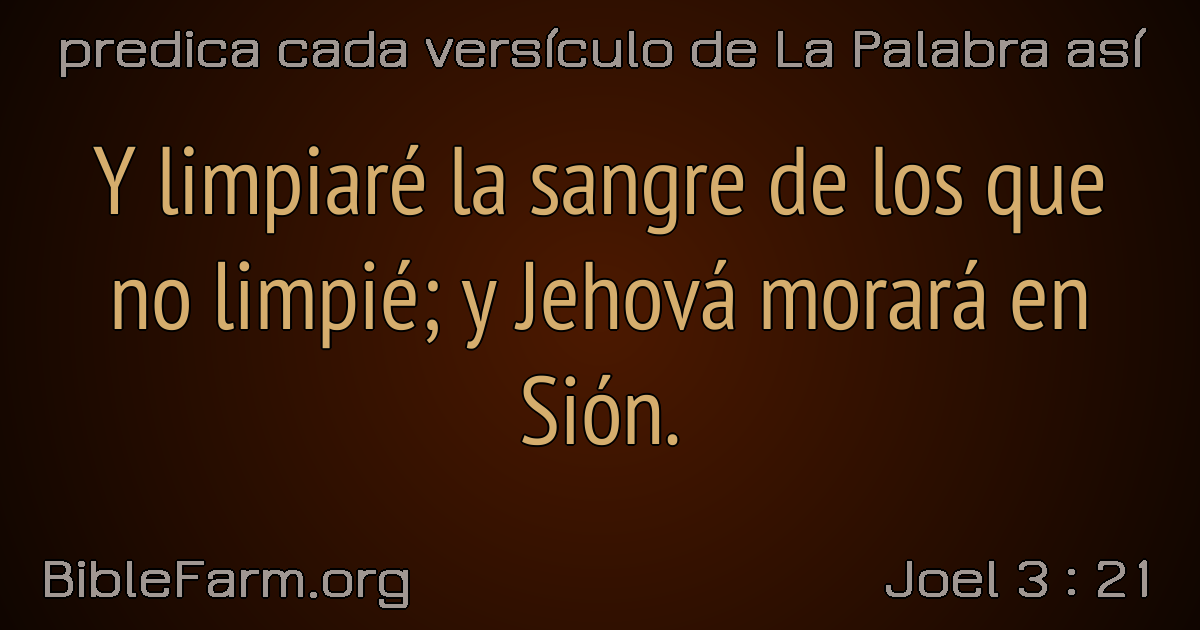 predica cada versículo de La Palabra así
Y limpiaré la sangre de los que
no limpié; y Jehová morará en
Sión.
BibleFarm.org
Joel 3 : 21